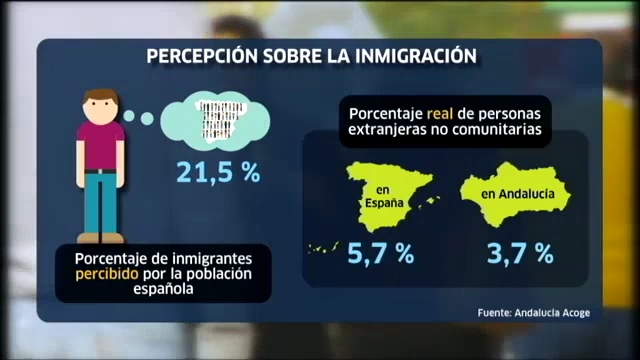 PERCEPCIÓN SOBRE LA INMIGRACIÓN
21,5 %
Porcentaje de inmigrantes
percibido por la población
española
Porcentaje real de personas
extranjeras no comunitarias
en
España
5,7 %
en Andalucía
3,7 %
Fuente: Andalucía Acoge